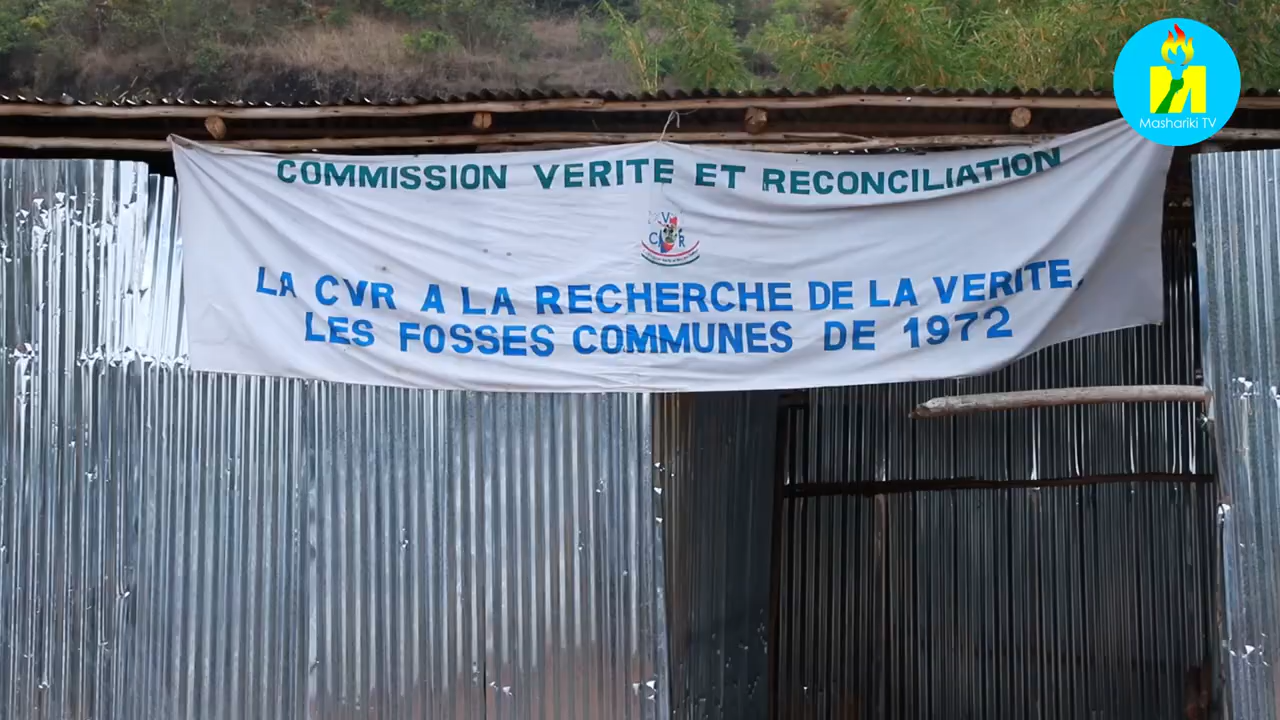 COMMISSION VERITE ET RECONCILIATION
V
C R
LA CVR A LA RECHERCHE DE LA VERITE,
LES FOSSES COMMUNES DE 1972
M
Mashariki TV